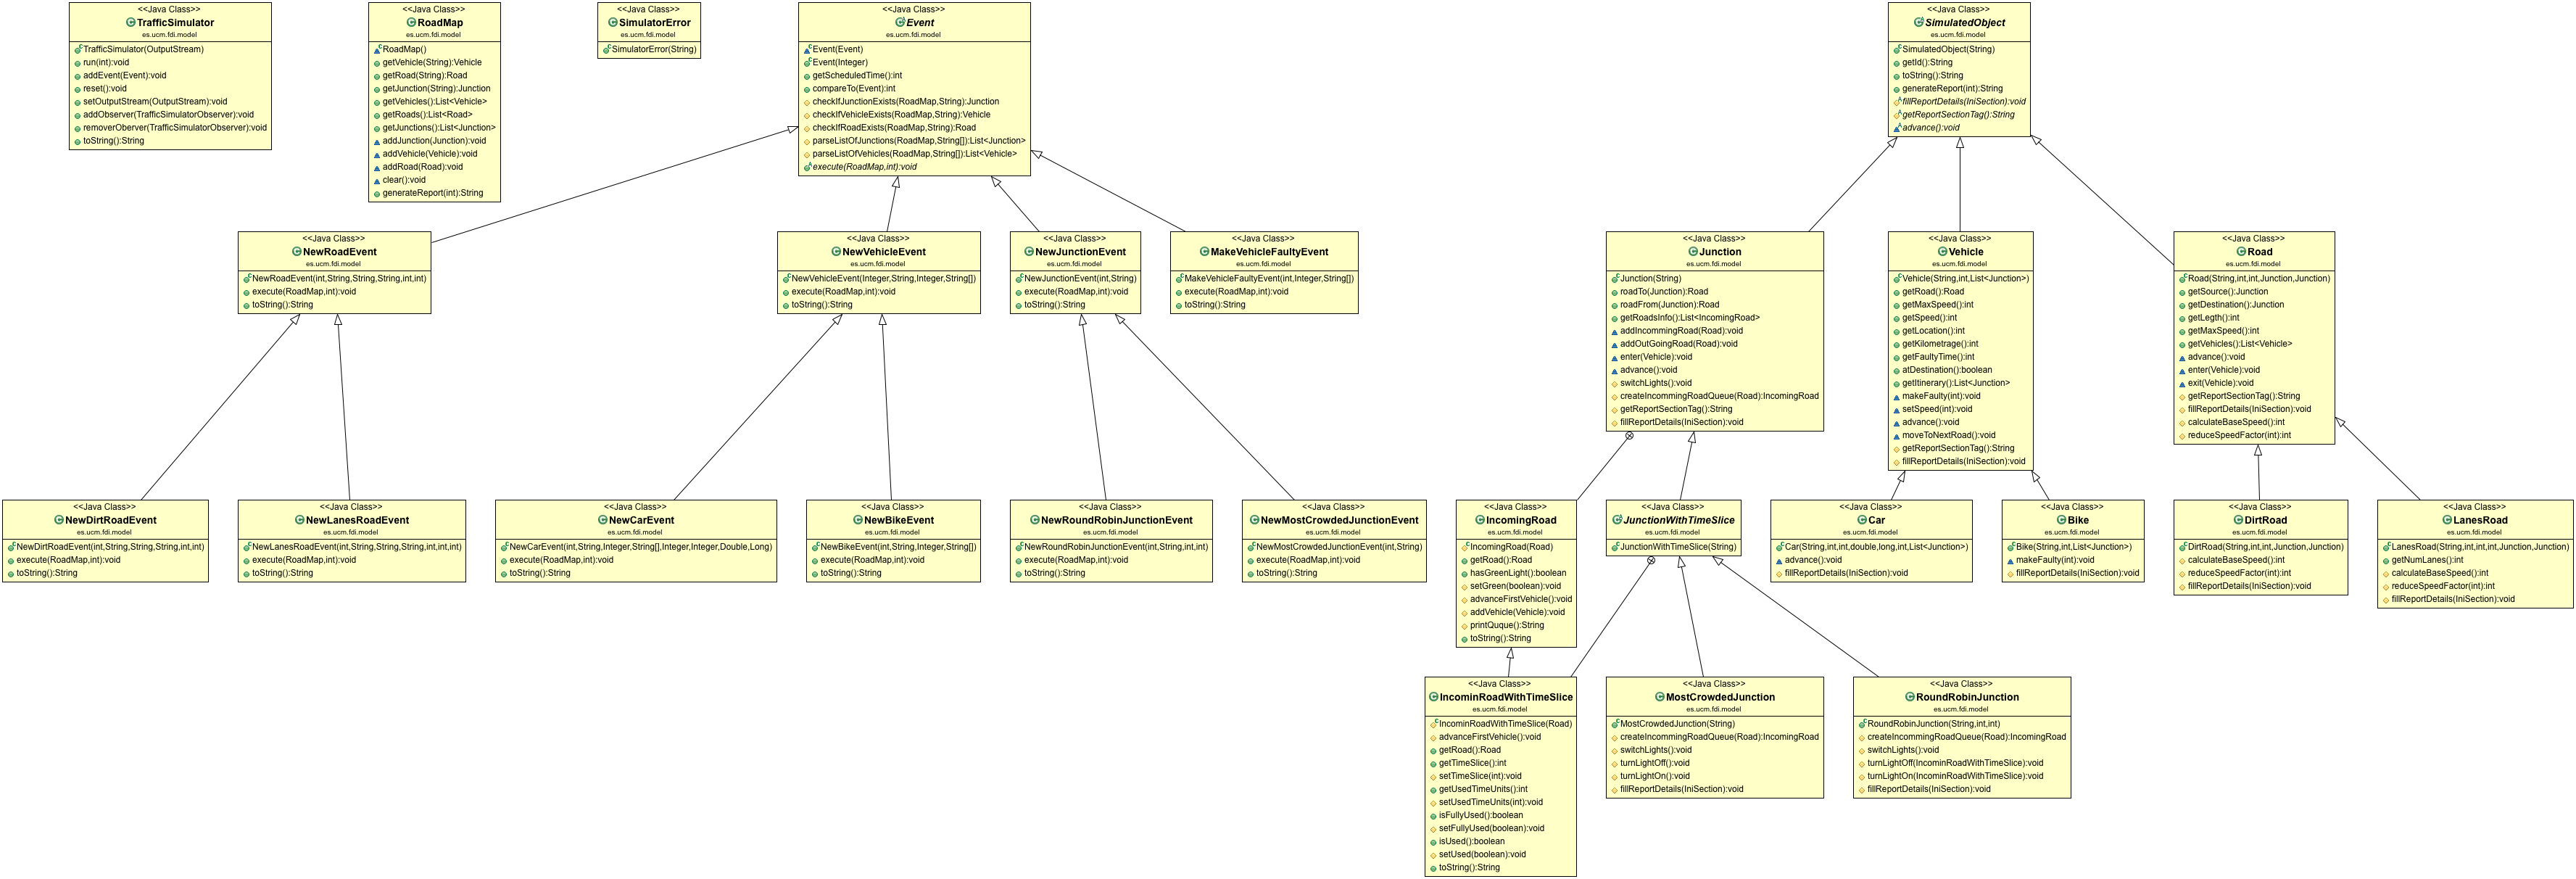 <<Java Class>>
TrafficSimulator
es.ucm.fdi.model
TrafficSimulator(OutputStream)
run(int):void
addEvent(Event):void
reset():void
setOutputStream(OutputStream):void
addObserver(TrafficSimulatorObserver):void
removerOberver(TrafficSimulatorObserver):void
toString():String
<<Java Class>>
RoadMap
es.ucm.fdi.model
RoadMap()
getVehicle(String):Vehicle
getRoad(String):Road
getJunction(String):Junction
getVehicles():List<Vehicle>
getRoads():List<Road>
getJunctions():List<Junction>
addJunction(Junction):void
addVehicle(Vehicle):void
addRoad(Road):void
clear():void
generateReport(int):String
<<Java Class>>
SimulatorError
es.ucm.fdi.model
SimulatorError(String)
<<Java Class>>
Event
es.ucm.fdi.model
Event(Event)
Event(Integer)
getScheduledTime():int
compareTo(Event):int
checkIfJunctionExists(RoadMap,String):Junction
checkIfVehicleExists(RoadMap,String):Vehicle
checkIfRoadExists(RoadMap,String):Road
parseListOfJunctions(RoadMap,String[]):List<Junction>
parseListOfVehicles(RoadMap,String[]):List<Vehicle>
execute(RoadMap,int):void
<<Java Class>>
SimulatedObject
es.ucm.fdi.model
SimulatedObject(String)
getId():String
toString():String
generateReport(int):String
fillReportDetails(IniSection):void
getReportSectionTag():String
advance():void
<<Java Class>>
NewRoadEvent
es.ucm.fdi.model
NewRoadEvent(int,String,String,String,int,int)
execute(RoadMap,int):void
toString():String
<<Java Class>>
NewVehicleEvent
es.ucm.fdi.model
NewVehicleEvent(Integer,String,Integer,String[])
execute(RoadMap,int):void
toString():String
<<Java Class>>
NewJunctionEvent
es.ucm.fdi.model
NewJunctionEvent(int,String)
execute(RoadMap,int):void
toString():String
<<Java Class>>
MakeVehicleFaultyEvent
es.ucm.fdi.model
MakeVehicleFaultyEvent(int,Integer,String[])
execute(RoadMap,int):void
toString():String
<<Java Class>>
Junction
es.ucm.fdi.model
Junction(String)
roadTo(Junction):Road
roadFrom(Junction):Road
getRoadsInfo():List<IncomingRoad>
addIncommingRoad(Road):void
addOutGoingRoad(Road):void
enter(Vehicle):void
advance():void
switchLights():void
createIncommingRoadQueue(Road):IncomingRoad
getReportSectionTag():String
fillReportDetails(IniSection):void
<<Java Class>>
Vehicle
es.ucm.fdi.model
Vehicle(String,int,List<Junction>)
getRoad():Road
getMaxSpeed():int
getSpeed():int
getLocation():int
getKilometrage():int
getFaultyTime():int
atDestination():boolean
getItinerary():List<Junction>
makeFaulty(int):void
setSpeed(int):void
advance():void
moveToNextRoad():void
getReportSectionTag():String
fillReportDetails(IniSection):void
<<Java Class>>
Road
es.ucm.fdi.model
Road(String,int,int,Junction,Junction)
getSource():Junction
getDestination():Junction
getLegth():int
getMaxSpeed():int
getVehicles():List<Vehicle>
advance():void
enter(Vehicle):void
exit(Vehicle):void
getReportSectionTag():String
fillReportDetails(IniSection):void
calculateBaseSpeed():int
reduceSpeedFactor(int):int
<<Java Class>>
NewDirtRoadEvent
es.ucm.fdi.model
NewDirtRoadEvent(int,String,String,String,int,int)
execute(RoadMap,int):void
toString():String
<<Java Class>>
NewLanesRoadEvent
es.ucm.fdi.model
NewLanesRoadEvent(int,String,String,String,int,int,int)
execute(RoadMap,int):void
toString():String
<<Java Class>>
NewCarEvent
es.ucm.fdi.model
NewCarEvent(int,String,Integer,String[],Integer,Integer,Double,Long)
execute(RoadMap,int):void
toString():String
<<Java Class>>
NewBikeEvent
es.ucm.fdi.model
NewBikeEvent(int,String,Integer,String[])
execute(RoadMap,int):void
toString():String
<<Java Class>>
NewRoundRobinJunctionEvent
es.ucm.fdi.model
NewRoundRobinJunctionEvent(int,String,int,int)
execute(RoadMap,int):void
toString():String
<<Java Class>>
NewMostCrowdedJunctionEvent
es.ucm.fdi.model
NewMostCrowdedJunctionEvent(int,String)
execute(RoadMap,int):void
toString():String
<<Java Class>>
IncomingRoad
es.ucm.fdi.model
IncomingRoad(Road)
getRoad():Road
hasGreenLight():boolean
setGreen(boolean):void
advanceFirstVehicle():void
addVehicle(Vehicle):void
printQuque():String
toString():String
<<Java Class>>
JunctionWithTimeSlice
es.ucm.fdi.model
JunctionWithTimeSlice(String)
<<Java Class>>
Car
es.ucm.fdi.model
Car(String,int,int,double,long,int,List<Junction>)
advance():void
fillReportDetails(IniSection):void
<<Java Class>>
Bike
es.ucm.fdi.model
Bike(String,int,List<Junction>)
makeFaulty(int):void
fillReportDetails(IniSection):void
<<Java Class>>
DirtRoad
es.ucm.fdi.model
DirtRoad(String,int,int,Junction,Junction)
calculateBaseSpeed():int
reduceSpeedFactor(int):int
fillReportDetails(IniSection):void
<<Java Class>>
LanesRoad
es.ucm.fdi.model
LanesRoad(String,int,int,int,Junction,Junction)
getNumLanes():int
calculateBaseSpeed():int
reduceSpeedFactor(int):int
fillReportDetails(IniSection):void
<<Java Class>>
IncominRoadWithTimeSlice
es.ucm.fdi.model
IncominRoadWithTimeSlice(Road)
advanceFirstVehicle():void
getRoad():Road
getTimeSlice():int
setTimeSlice(int):void
getUsedTimeUnits():int
setUsedTimeUnits(int):void
isFullyUsed():boolean
setFullyUsed(boolean):void
isUsed():boolean
setUsed(boolean):void
toString():String
<<Java Class>>
MostCrowdedJunction
es.ucm.fdi.model
MostCrowdedJunction(String)
createIncommingRoadQueue(Road):IncomingRoad
switchLights():void
turnLightOff():void
turnLightOn():void
fillReportDetails(IniSection):void
<<Java Class>>
RoundRobinJunction
es.ucm.fdi.model
RoundRobinJunction(String,int,int)
createIncommingRoadQueue(Road):IncomingRoad
switchLights():void
turnLightOff(IncominRoadWithTimeSlice):void
turnLightOn(IncominRoadWithTimeSlice):void
fillReportDetails(IniSection):void